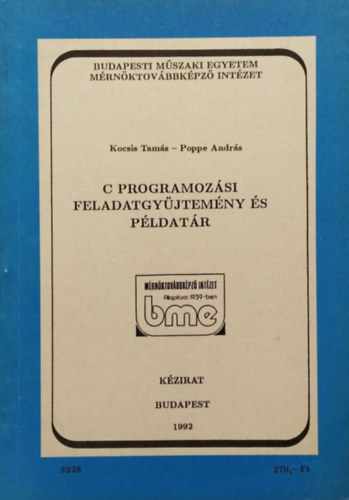 BUDAPESTI MŰSZAKI EGYETEM
MÉRNÖKTOVÁBBKÉPZŐ INTÉZET
Kocsis Tamás – Poppe András
C PROGRAMOZÁSI
FELADATGYŰJTEMÉNY ÉS
PÉLDATÁR
MÉRNÖKTOVÁBBKÉPZŐ INTÉZET
Alapítva: 1939-ben
bme
KÉZIRAT
BUDAPEST
1992
5328 270,- Ft